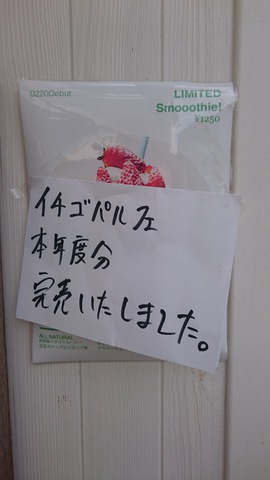 0220Debut
LIMITED
Smooothie!
¥1250
イチゴパルフェ
本年度分
完売いたしました。
ALL NATURAL